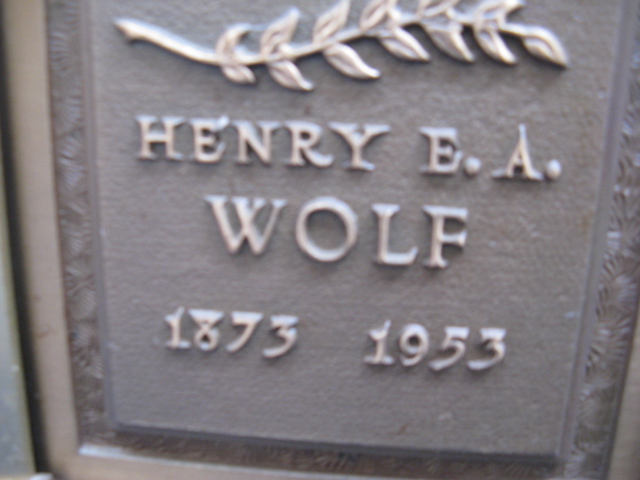 HENRY E. A.
WOLF
1873 1953